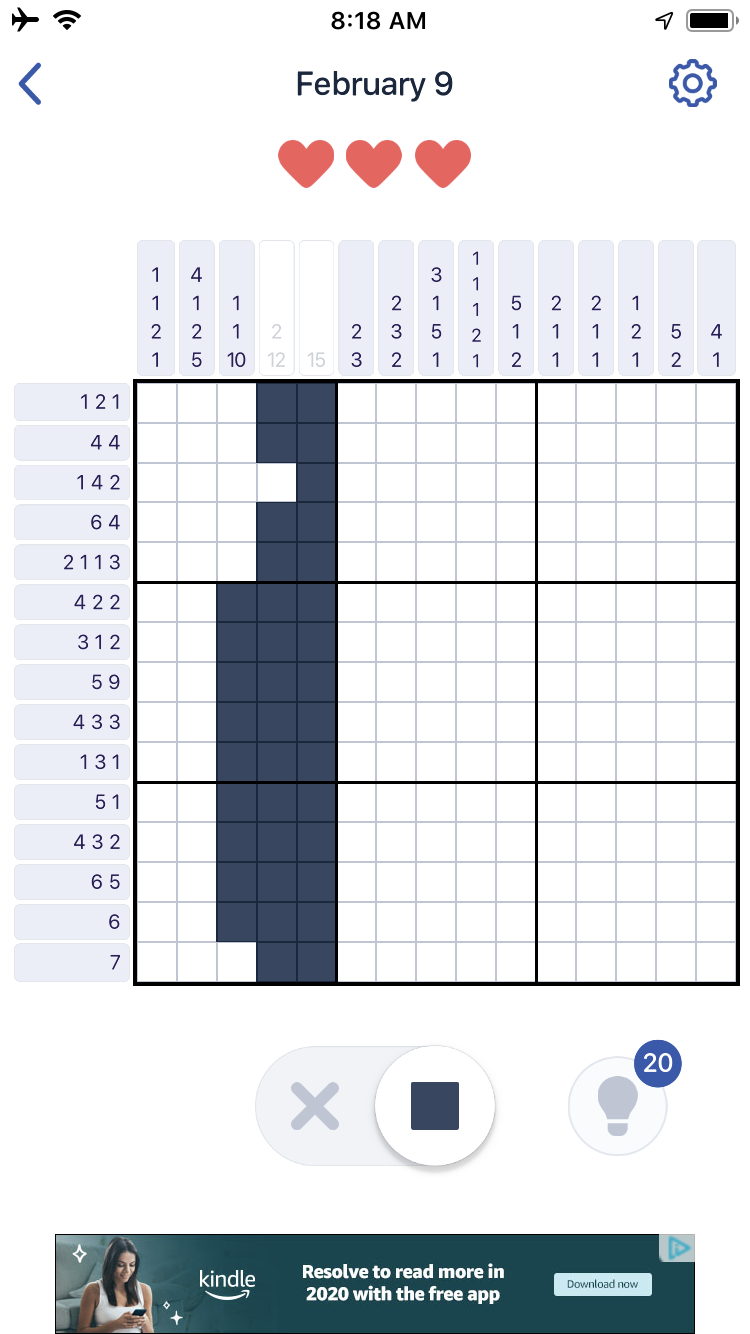 8:18 AM
February 9
1 1 2 1
4 1 2 5
1 1 10
2 12
15
2 3
2 3 2
3 1 5 1
1 1 1 2 1
5 1 2
2 1 1
2 1 1
1 2 1
5 2
4 1
1 2 1
4 4
1 4 2
6 4
2 1 1 3
4 2 2
3 1 2
5 9
4 3 3
1 3 1
5 1
4 3 2
6 5
6
7
20
kindle
Resolve to read more in
2020 with the free app
Download now